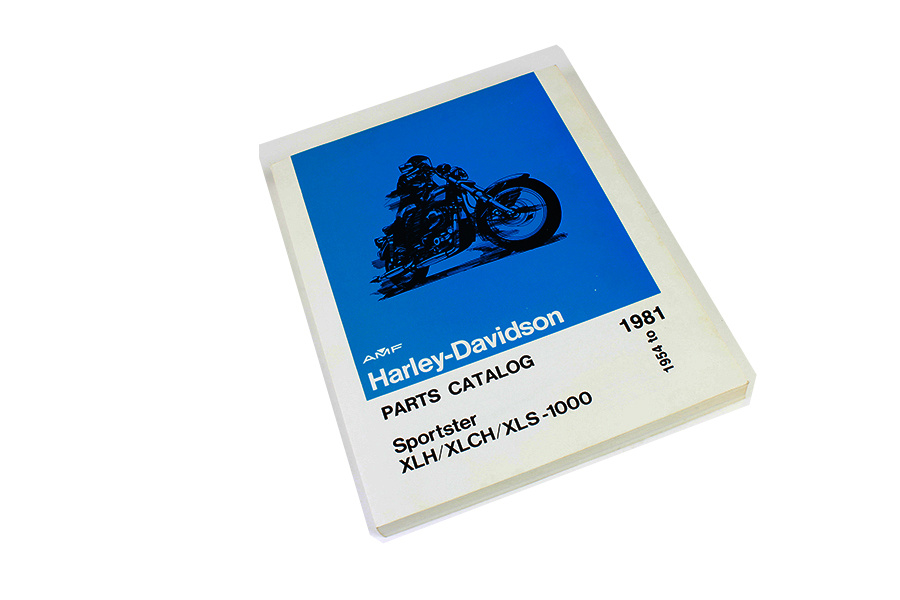 AMF
Harley-Davidson
PARTS CATALOG
1981
1954 to
Sportster
XLH/XLCH/XLS-1000